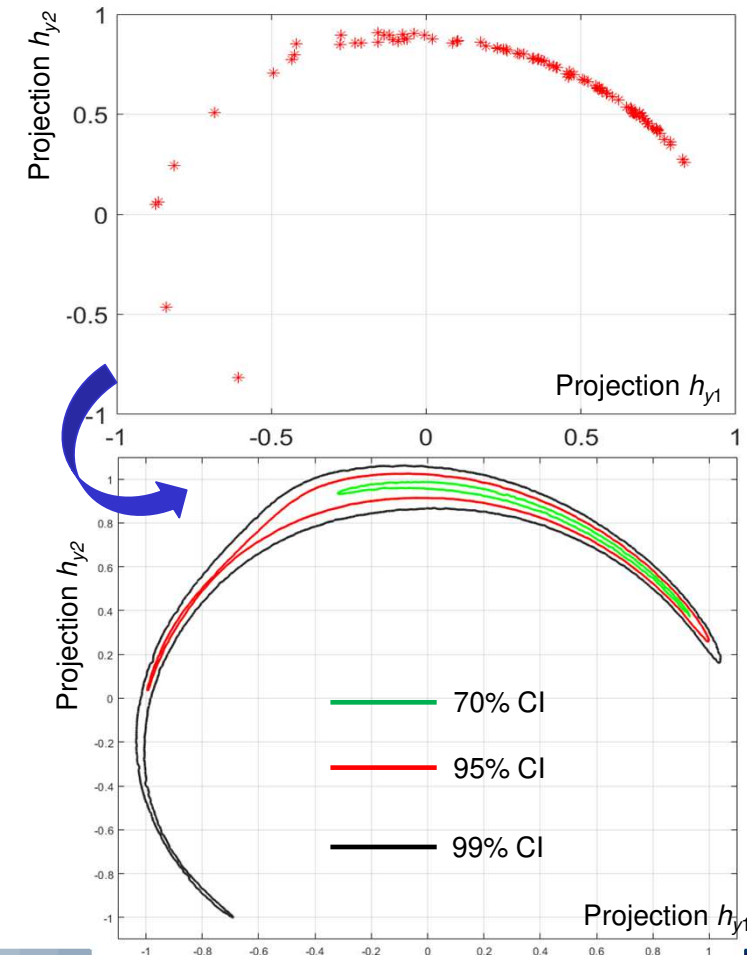 Projection hy2
1
0.5
0
-0.5
-1
Projection hy1
-1 -0.5 0 0.5 1
Projection hy2
1
0.8
0.6
0.4
0.2
0
-0.2
-0.4
-0.6
-0.8
-1
70% CI
95% CI
99% CI
Projection hy1
-1 -0.8 -0.6 -0.4 -0.2 0 0.2 0.4 0.6 0.8 1